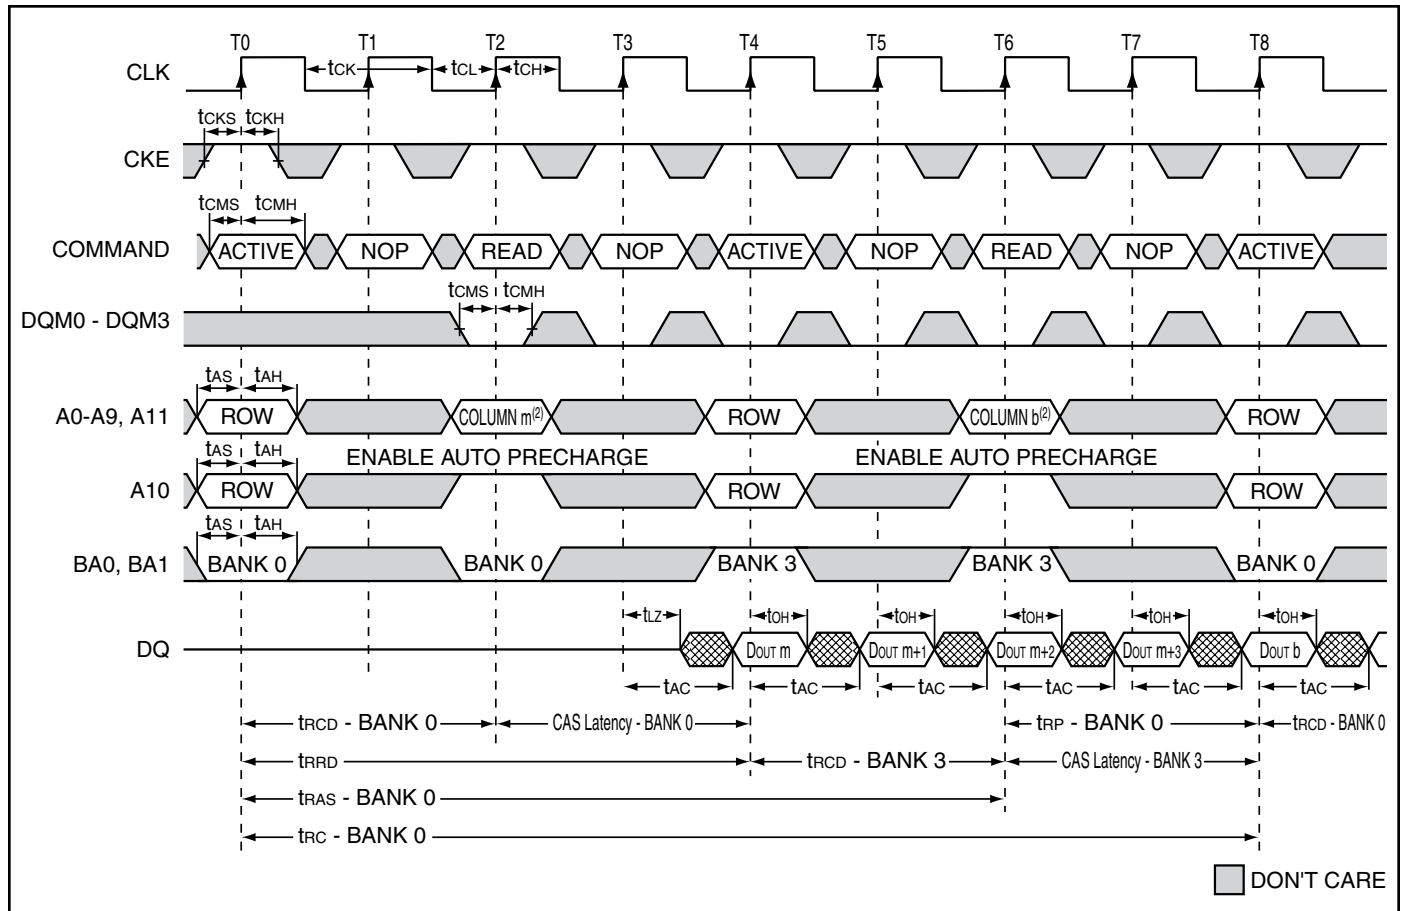 T0 T1 T2 T3 T4 T5 T6 T7 T8
CLK tCK tCL tCH
tCKS tCKH
CKE
tCMS tCMH
COMMAND ACTIVE NOP READ NOP ACTIVE NOP READ NOP ACTIVE
tCMS tCMH
DQM0 - DQM3
tAS tAH
A0-A9, A11 ROW COLUMN m(2) ROW COLUMN b(2) ROW
tAS tAH ENABLE AUTO PRECHARGE ENABLE AUTO PRECHARGE
A10 ROW ROW ROW
tAS tAH
BA0, BA1 BANK 0 BANK 0 BANK 3 BANK 3 BANK 0
tLZ tOH tOH tOH tOH tOH
DQ DOUT m DOUT m+1 DOUT m+2 DOUT m+3 DOUT b
tAC tAC tAC tAC tAC tAC
tRCD - BANK 0 CAS Latency - BANK 0 tRP - BANK 0 tRCD - BANK 0
tRRD tRCD - BANK 3 CAS Latency - BANK 3
tRAS - BANK 0
tRC - BANK 0
DON'T CARE